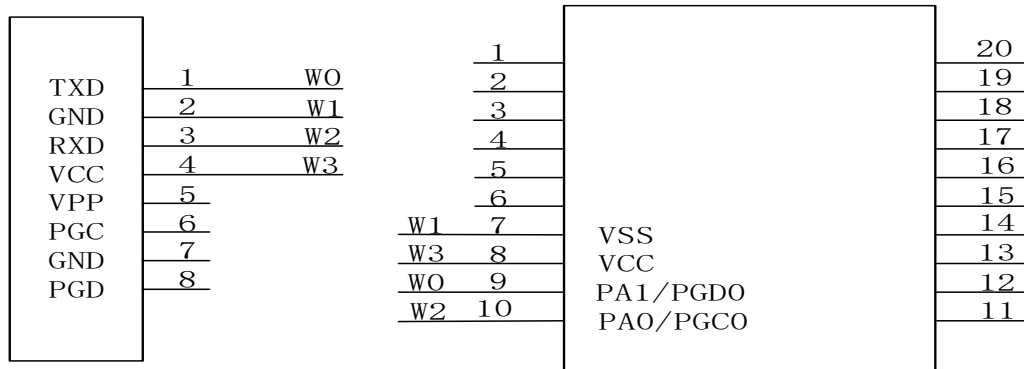 TXD 1 W0
GND 2 W1
RXD 3 W2
VCC 4 W3
VPP 5
PGC 6
GND 7
PGD 8
1 20
2 19
3 18
4 17
5 16
6 15
W1 7 VSS 14
W3 8 VCC 13
W0 9 PA1/PGD0 12
W2 10 PA0/PGC0 11